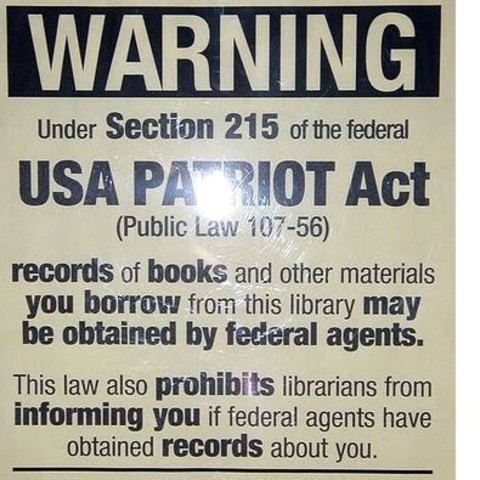 WARNING
Under Section 215 of the federal
USA PATRIOT Act
(Public Law 107-56)
records of books and other materials
you borrow from this library may
be obtained by federal agents.
This law also prohibits librarians from
informing you if federal agents have
obtained records about you.